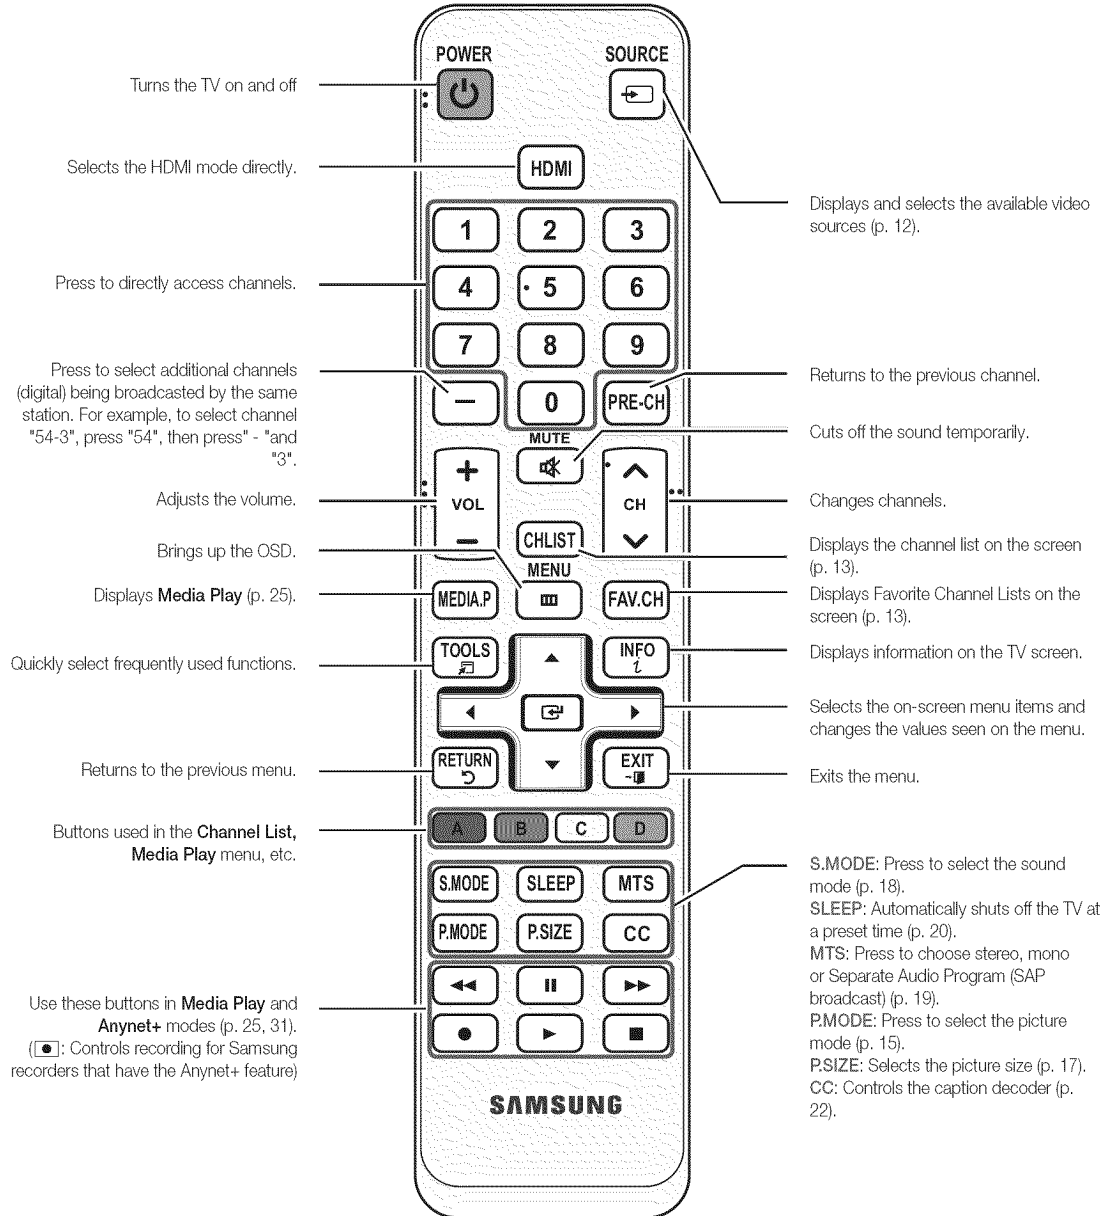 POWER
SOURCE
Turns the TV on and off
HDMI
Selects the HDMI mode directly.
Displays and selects the available video
sources (p. 12).
1 2 3
Press to directly access channels.
4 5 6
7 8 9
Press to select additional channels
(digital) being broadcasted by the same
station. For example, to select channel
"54-3", press "54", then press" - "and
"3".
— 0 PRE-CH
Returns to the previous channel.
MUTE
Cuts off the sound temporarily.
+
VOL
—
CH
Adjusts the volume.
Changes channels.
CHLIST
Brings up the OSD.
Displays the channel list on the screen
(p. 13).
MENU
MEDIA.P
FAV.CH
Displays Media Play (p. 25).
Displays Favorite Channel Lists on the
screen (p. 13).
TOOLS
INFO
i
Quickly select frequently used functions.
Displays information on the TV screen.
Selects the on-screen menu items and
changes the values seen on the menu.
RETURN
EXIT
Returns to the previous menu.
Exits the menu.
A B C D
Buttons used in the Channel List,
Media Play menu, etc.
S.MODE SLEEP MTS
P.MODE P.SIZE CC
S.MODE: Press to select the sound
mode (p. 18).
SLEEP: Automatically shuts off the TV at
a preset time (p. 20).
MTS: Press to choose stereo, mono
or Separate Audio Program (SAP
broadcast) (p. 19).
P.MODE: Press to select the picture
mode (p. 15).
P.SIZE: Selects the picture size (p. 17).
CC: Controls the caption decoder (p.
22).
Use these buttons in Media Play and
Anynet+ modes (p. 25, 31).
(●: Controls recording for Samsung
recorders that have the Anynet+ feature)
SAMSUNG